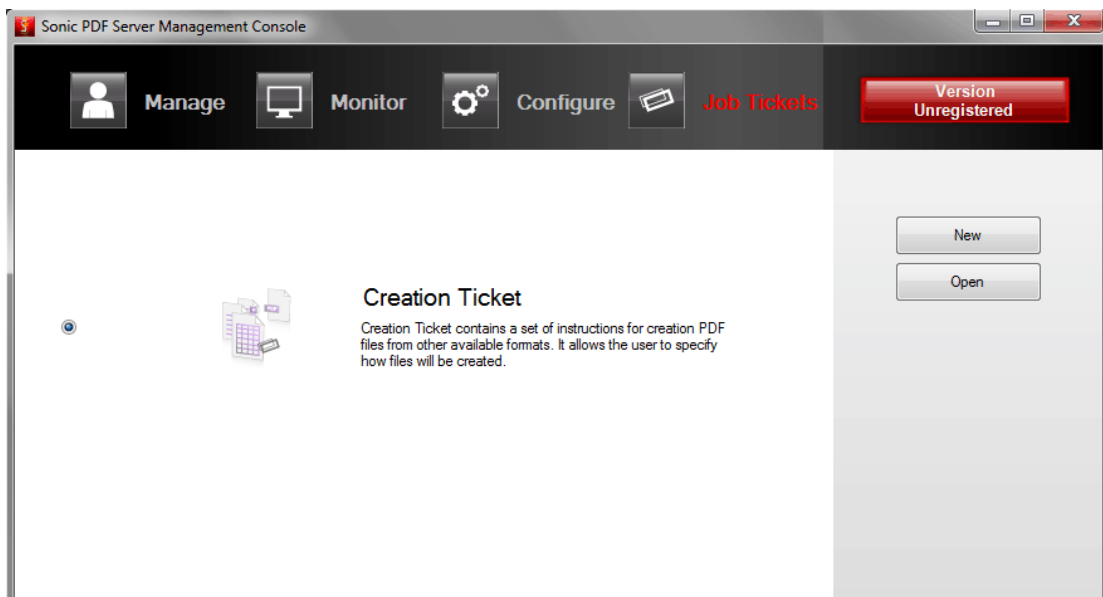 Sonic PDF Server Management Console
Manage
Monitor
Configure
Job Tickets
Version
Unregistered
New
Open
Creation Ticket
Creation Ticket contains a set of instructions for creation PDF
files from other available formats. It allows the user to specify
how files will be created.